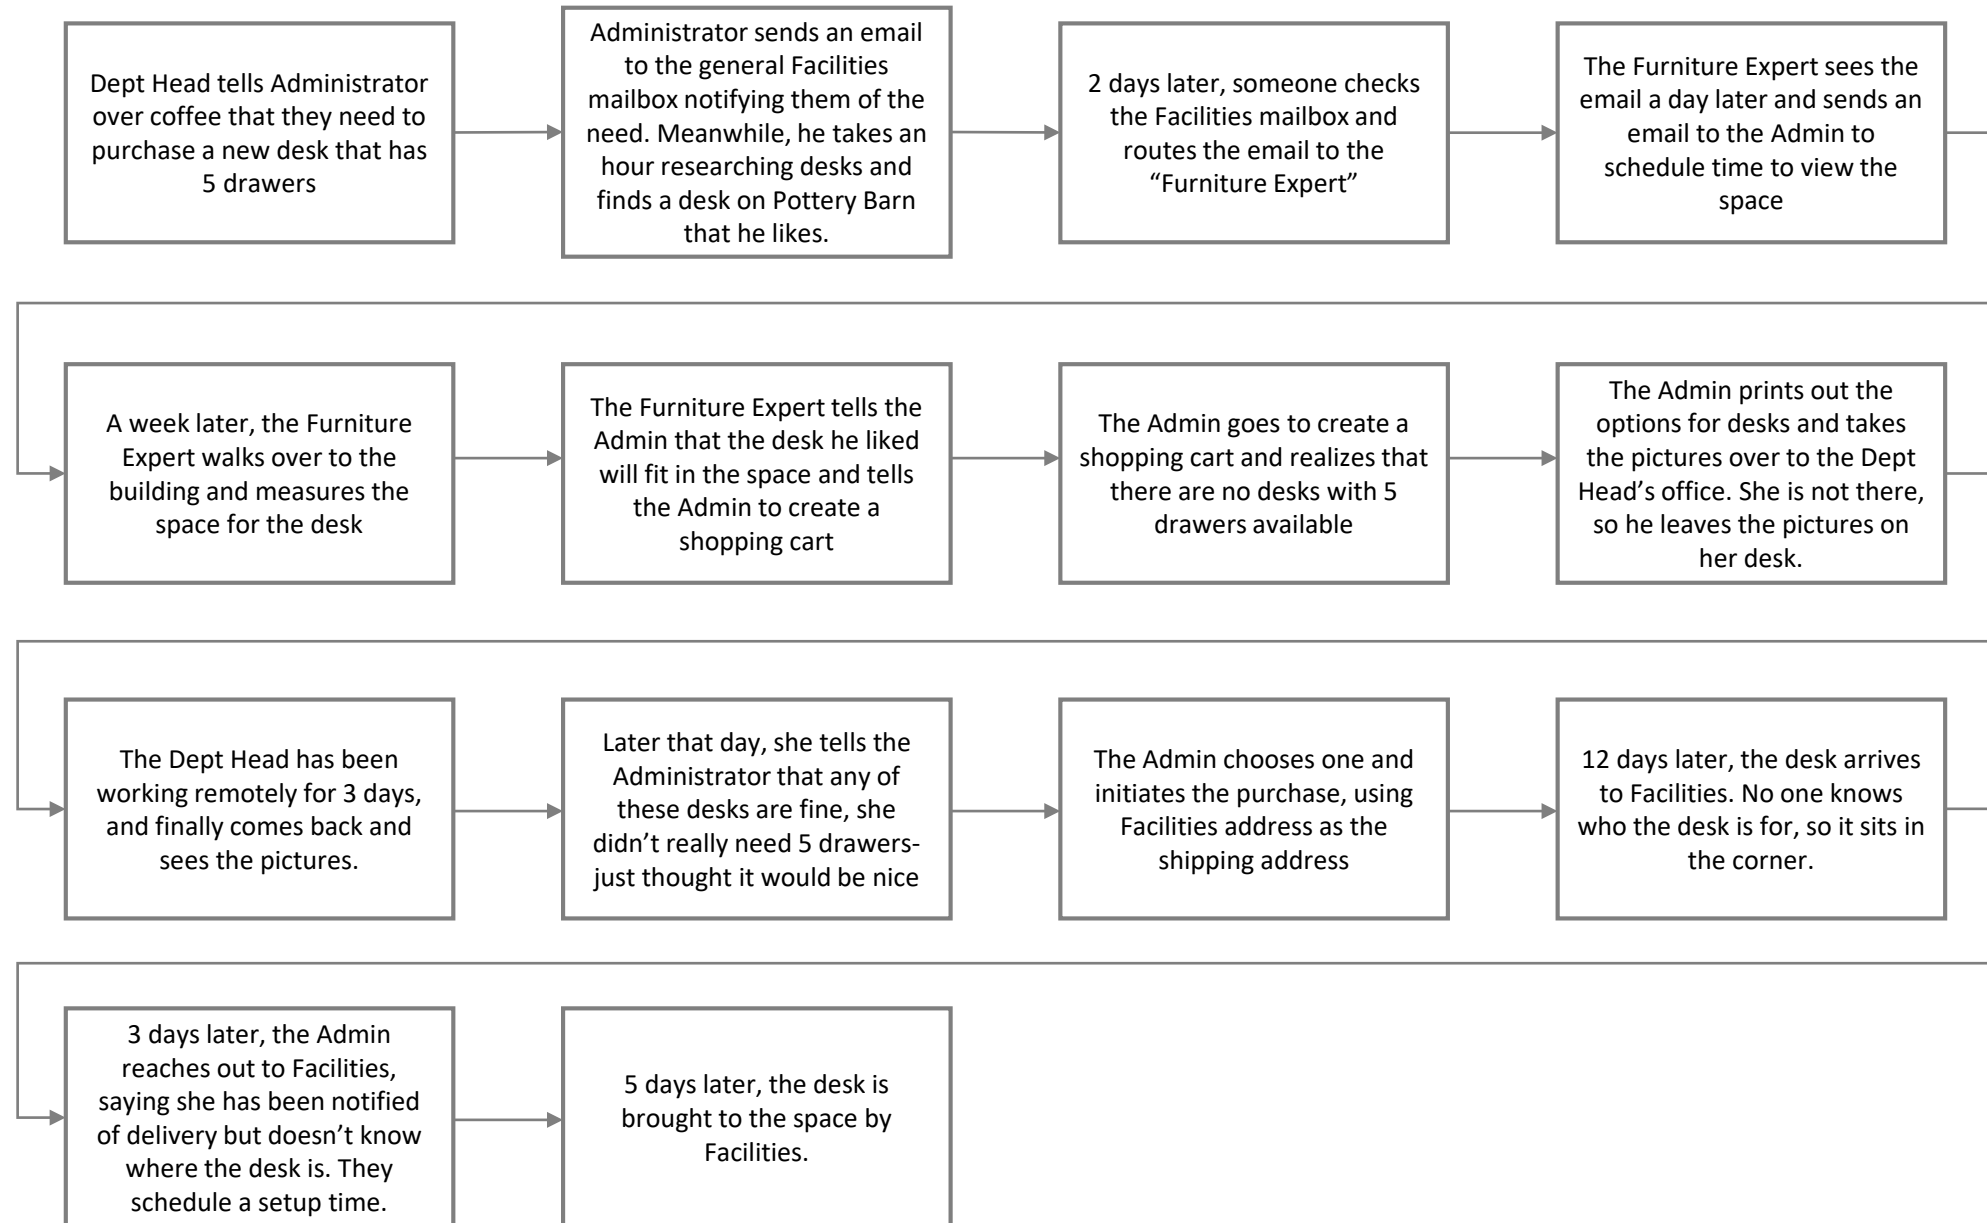 Dept Head tells Administrator
over coffee that they need to
purchase a new desk that has
5 drawers
Administrator sends an email
to the general Facilities
mailbox notifying them of the
need. Meanwhile, he takes an
hour researching desks and
finds a desk on Pottery Barn
that he likes.
2 days later, someone checks
the Facilities mailbox and
routes the email to the
“Furniture Expert”
The Furniture Expert sees the
email a day later and sends an
email to the Admin to
schedule time to view the
space
A week later, the Furniture
Expert walks over to the
building and measures the
space for the desk
The Furniture Expert tells the
Admin that the desk he liked
will fit in the space and tells
the Admin to create a
shopping cart
The Admin goes to create a
shopping cart and realizes that
there are no desks with 5
drawers available
The Admin prints out the
options for desks and takes
the pictures over to the Dept
Head’s office. She is not there,
so he leaves the pictures on
her desk.
The Dept Head has been
working remotely for 3 days,
and finally comes back and
sees the pictures.
Later that day, she tells the
Administrator that any of
these desks are fine, she
didn’t really need 5 drawers-
just thought it would be nice
The Admin chooses one and
initiates the purchase, using
Facilities address as the
shipping address
12 days later, the desk arrives
to Facilities. No one knows
who the desk is for, so it sits in
the corner.
3 days later, the Admin
reaches out to Facilities,
saying she has been notified
of delivery but doesn’t know
where the desk is. They
schedule a setup time.
5 days later, the desk is
brought to the space by
Facilities.